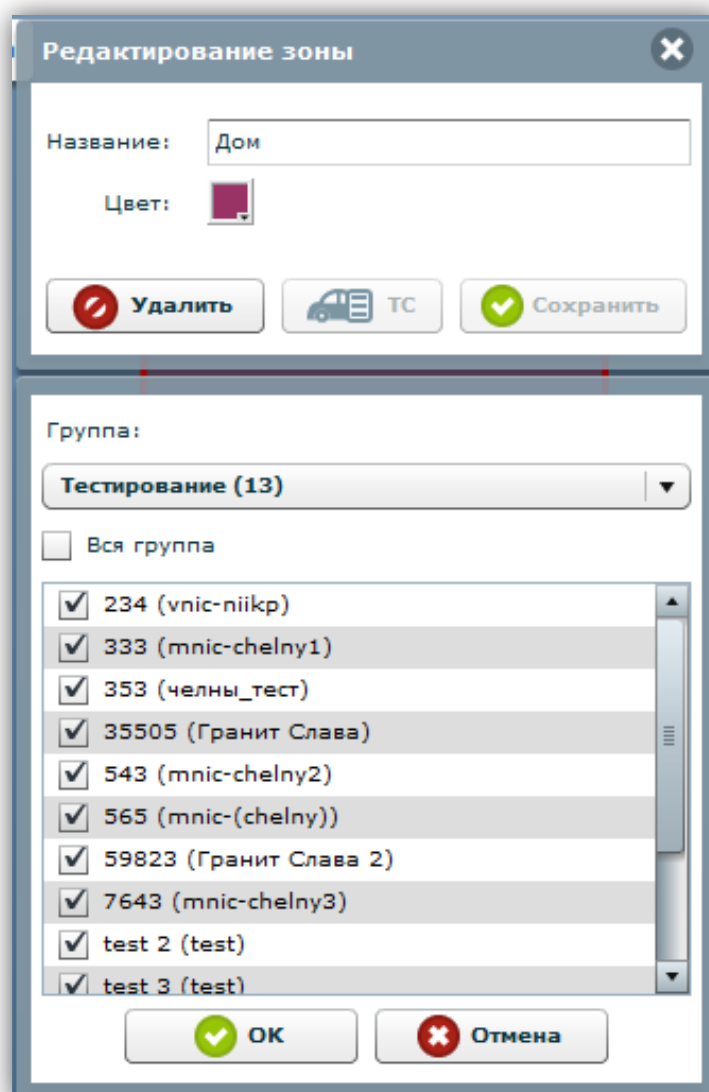 Редактирование зоны
Название: Дом
Цвет:
Удалить ТС Сохранить
Группа:
Тестирование (13)
Вся группа
234 (vnic-niikp)
333 (mnic-chelny1)
353 (челны_тест)
35505 (Гранит Слава)
543 (mnic-chelny2)
565 (mnic-(chelny))
59823 (Гранит Слава 2)
7643 (mnic-chelny3)
test 2 (test)
test 3 (test)
OK Отмена